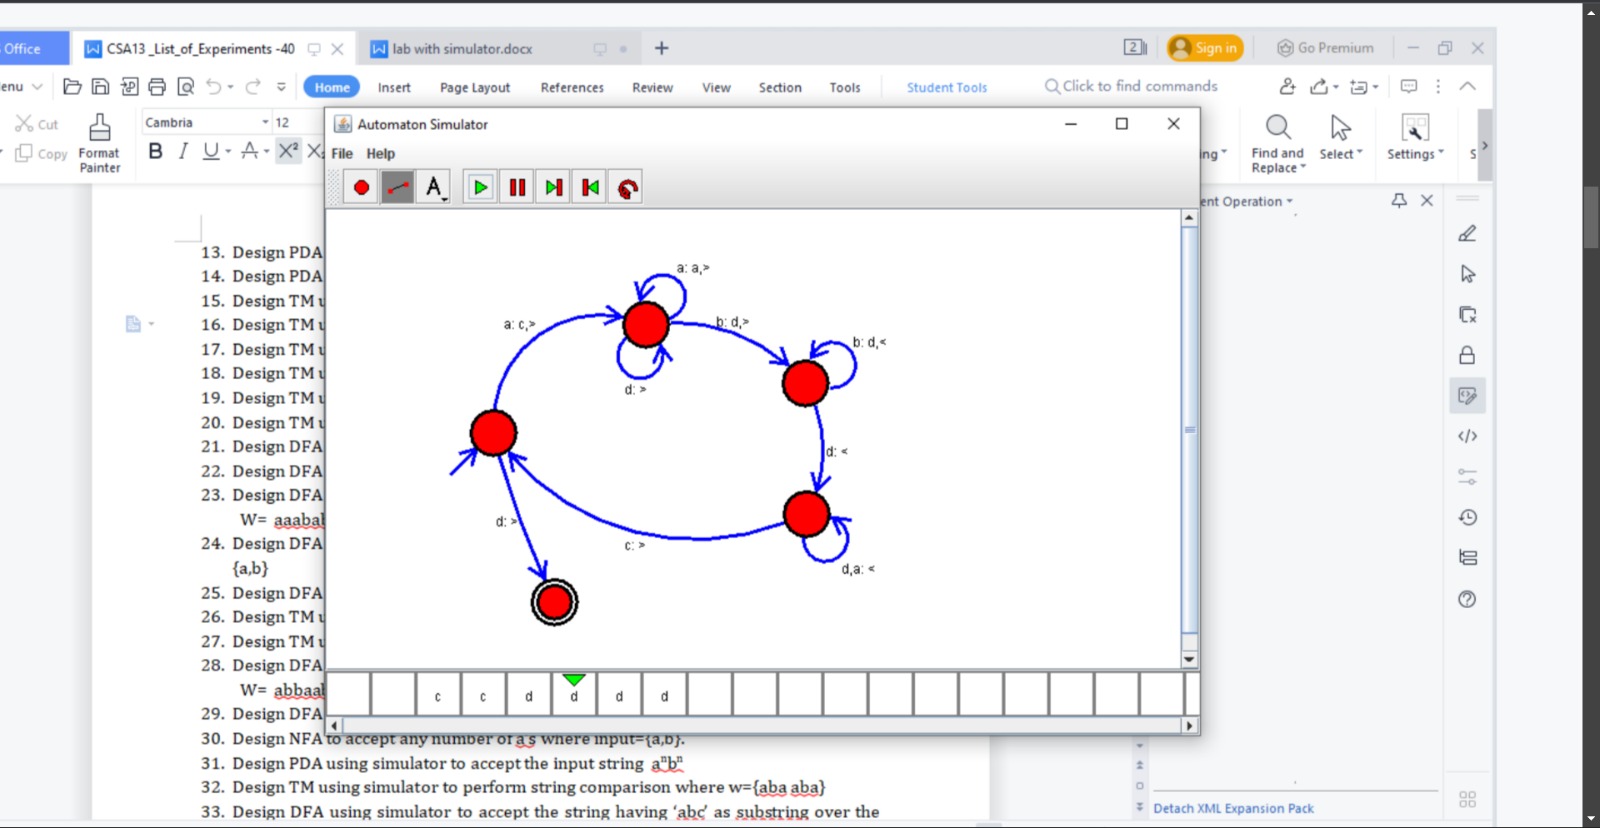 Office
CSA13 _List_of_Experiments -40
lab with simulator.docx
Sign in
Go Premium
enu
Home
Insert
Page Layout
References
Review
View
Section
Tools
Student Tools
Click to find commands
Cut
Copy
Format
Painter
Cambria
12
Find and
Replace
Select
Settings
ent Operation
Automaton Simulator
File Help
a: a,>
a: c,>
b: d,>
b: d,<
d: >
d: <
d: >
c: >
d,a: <
c c d d d d
13. Design PDA
14. Design PDA
15. Design TM u
16. Design TM u
17. Design TM u
18. Design TM u
19. Design TM u
20. Design TM u
21. Design DFA
22. Design DFA
23. Design DFA
W= aaabal
24. Design DFA
{a,b}
25. Design DFA
26. Design TM u
27. Design TM u
28. Design DFA
W= abbaal
29. Design DFA
30. Design NFA to accept any number of a's where input={a,b}.
31. Design PDA using simulator to accept the input string aⁿbⁿ
32. Design TM using simulator to perform string comparison where w={aba aba}
33. Design DFA using simulator to accept the string having ‘abc’ as substring over the
Detach XML Expansion Pack